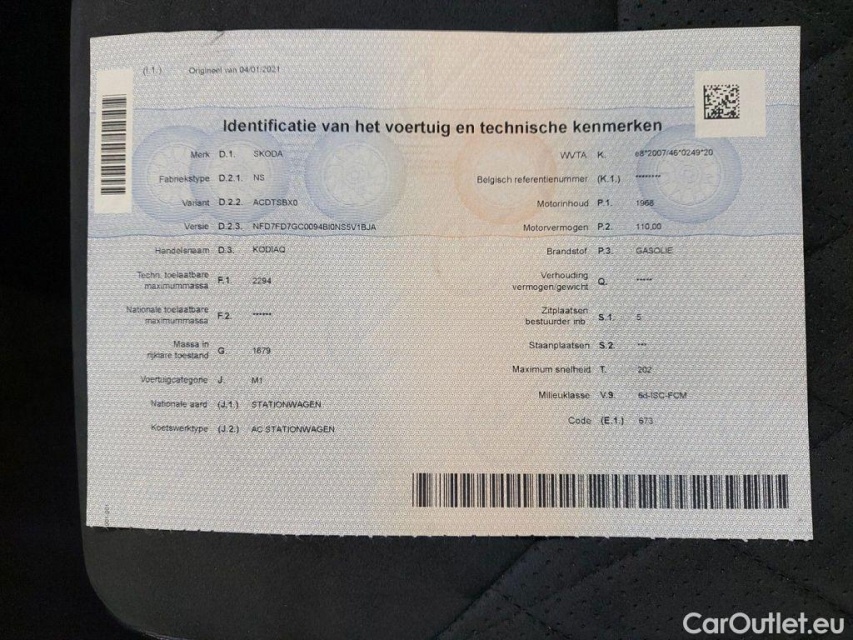 (I.1.) Origineel van 04/01/2021
Identificatie van het voertuig en technische kenmerken
Merk D.1. SKODA
Fabriekstype D.2.1. NS
Variant D.2.2. ACDTSBX0
Versie D.2.3. NFD7FD7GC0094BI0NS5V1BJA
Handelsnaam D.3. KODIAQ
Techn. toelaatbare
maximummassa F.1. 2294
Nationale toelaatbare
maximummassa F.2. ******
Massa in
rijklare toestand G. 1679
Voertuigcategorie J. M1
Nationale aard (J.1.) STATIONWAGEN
Koetswerktype (J.2.) AC STATIONWAGEN
WVTA K. e8*2007/46*0249*20
Belgisch referentienummer (K.1.) ********
Motorinhoud P.1. 1968
Motorvermogen P.2. 110.00
Brandstof P.3. GASOLIE
Verhouding
vermogen/gewicht Q. *****
Zitplaatsen
bestuurder inb. S.1. 5
Staanplaatsen S.2. ***
Maximum snelheid T. 202
Milieuklasse V.9. 6d-ISC-FCM
Code (E.1.) 673
CarOutlet.eu